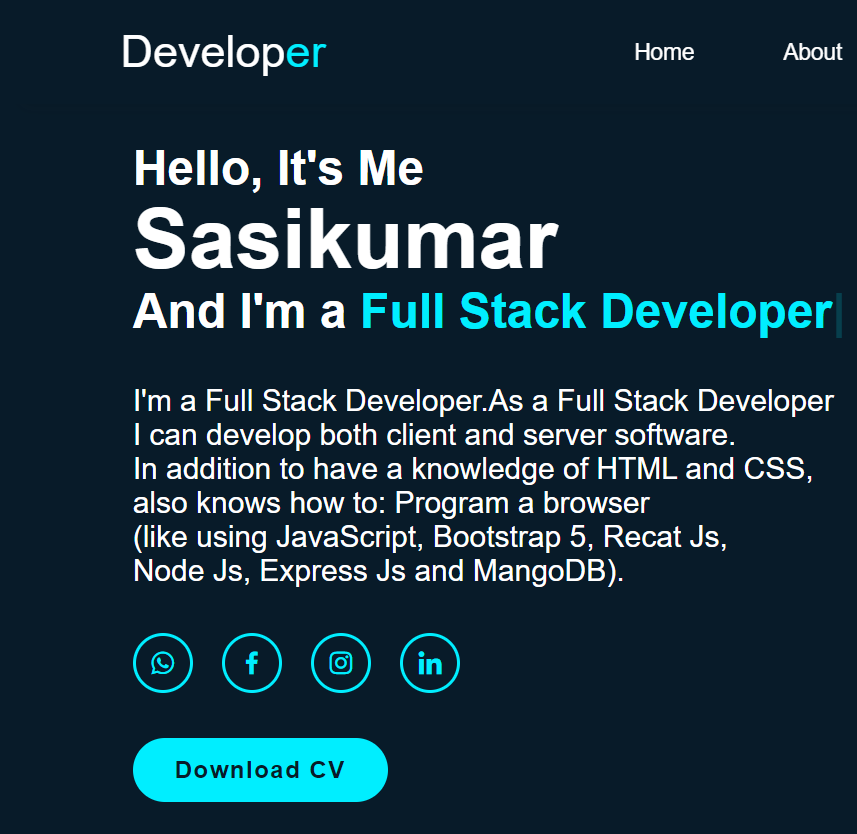 Developer
Home
About
Hello, It's Me
Sasikumar
And I'm a Full Stack Developer
I'm a Full Stack Developer.As a Full Stack Developer
I can develop both client and server software.
In addition to have a knowledge of HTML and CSS,
also knows how to: Program a browser
(like using JavaScript, Bootstrap 5, Recat Js,
Node Js, Express Js and MangoDB).
Download CV